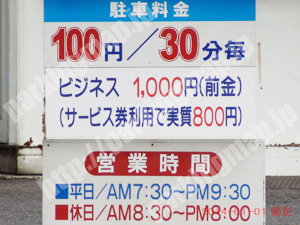 駐車料金
100円／30分毎
ビジネス 1,000円(前金)
(サービス券利用で実質800円)
営業時間
■平日／AM7:30～PM9:30
■休日／AM8:30～PM8:00